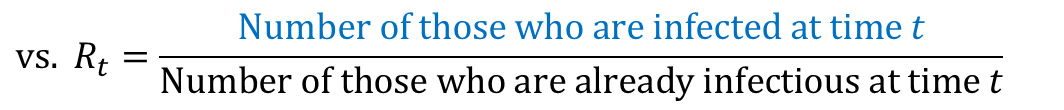 Number of those who are infected at time t
vs. Rₜ =
Number of those who are already infectious at time t